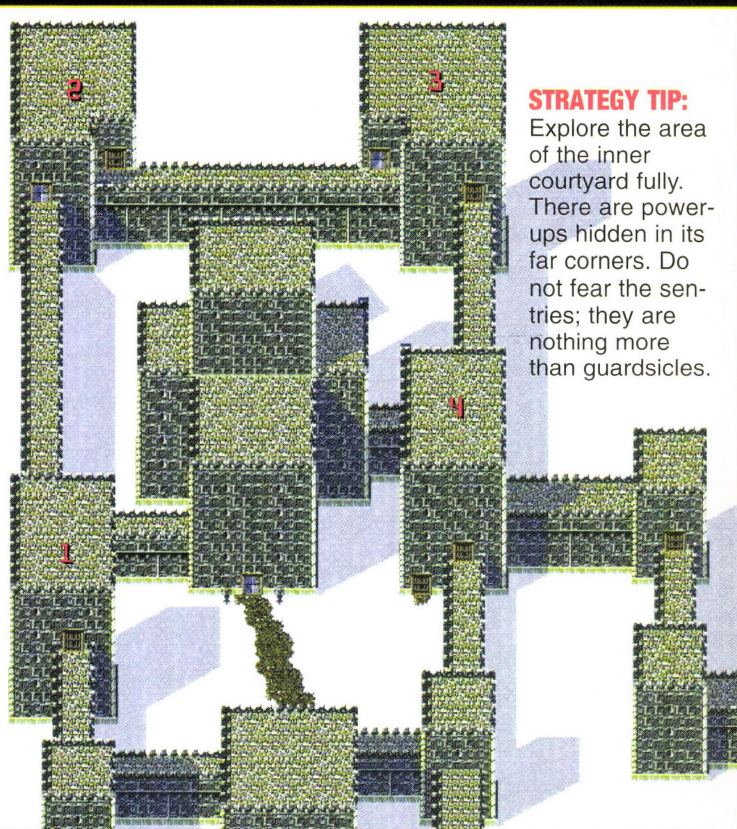 2
3
STRATEGY TIP:
Explore the area
of the inner
courtyard fully.
There are power-
ups hidden in its
far corners. Do
not fear the sen-
tries; they are
nothing more
than guardsicles.
4
1